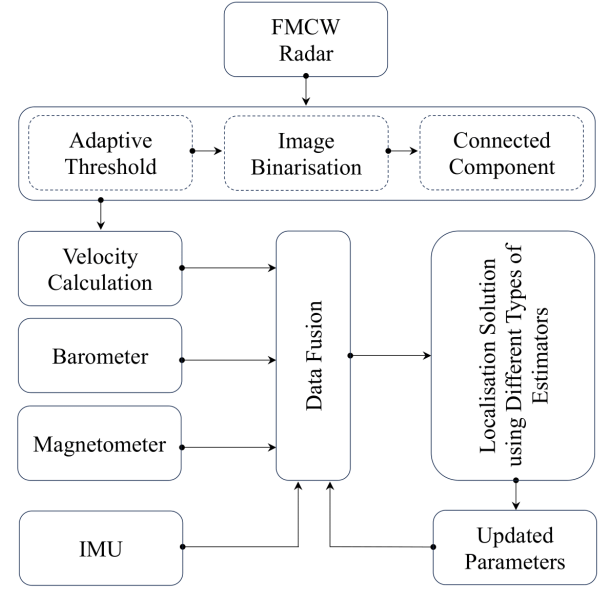 FMCW
Radar
Adaptive
Threshold
Image
Binarisation
Connected
Component
Velocity
Calculation
Barometer
Magnetometer
IMU
Data Fusion
Localisation Solution
using Different Types of
Estimators
Updated
Parameters